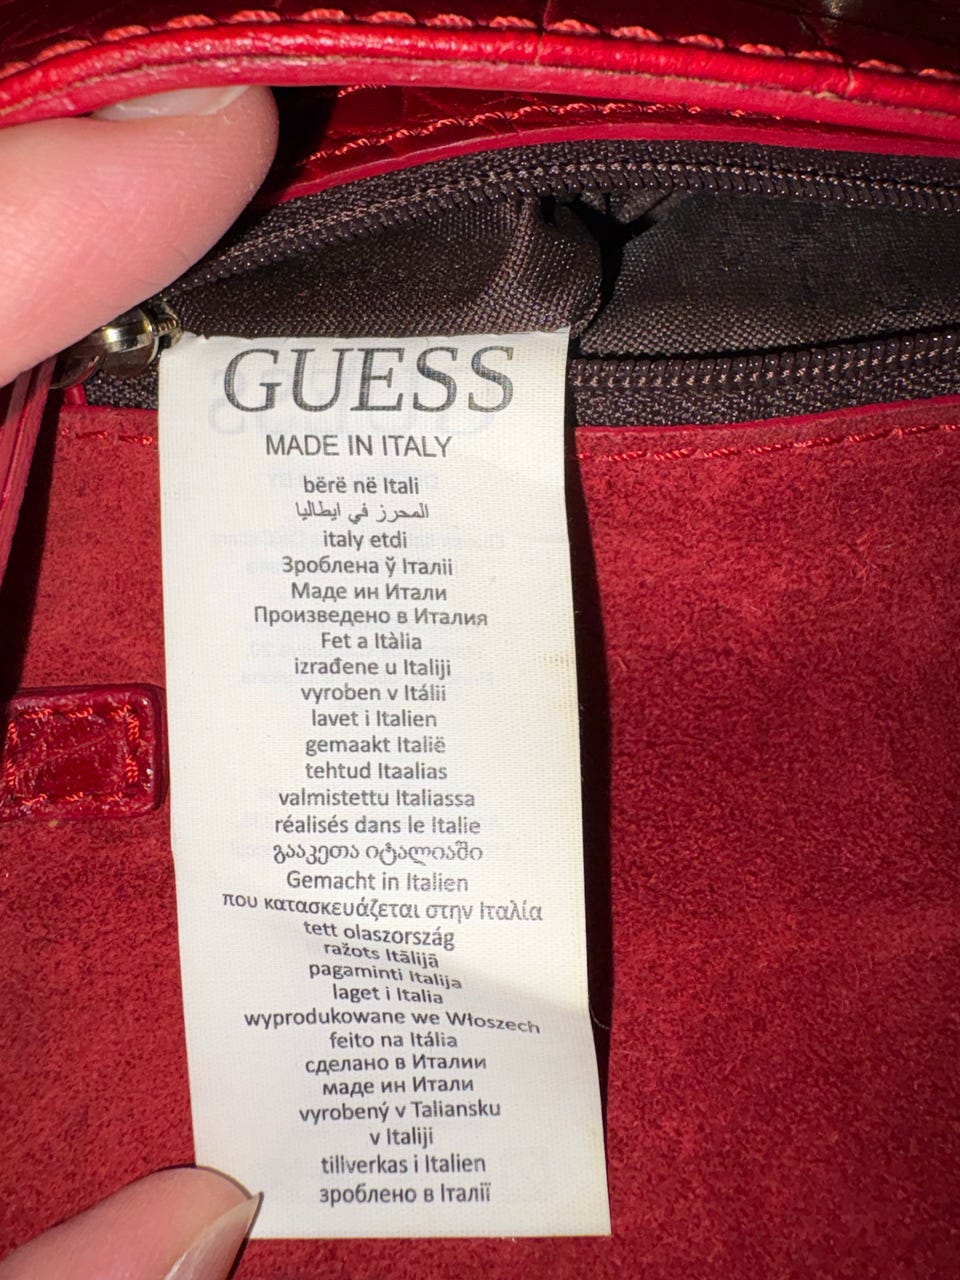 GUESS
MADE IN ITALY
bërë në Itali
المحرز في ايطاليا
italy etdi
Зроблена ў Італіі
Маде ин Итали
Произведено в Италия
Fet a Itàlia
izrađene u Italiji
vyroben v Itálii
lavet i Italien
gemaakt Italië
tehtud Itaalias
valmistettu Italiassa
réalisés dans le Italie
გააკეთა იტალიაში
Gemacht in Italien
που κατασκευάζεται στην Ιταλία
tett olaszország
ražots Itālijā
pagaminti Italija
laget i Italia
wyprodukowane we Włoszech
feito na Itália
сделано в Италии
маде ин Итали
vyrobený v Taliansku
v Italiji
tillverkas i Italien
зроблено в Італії